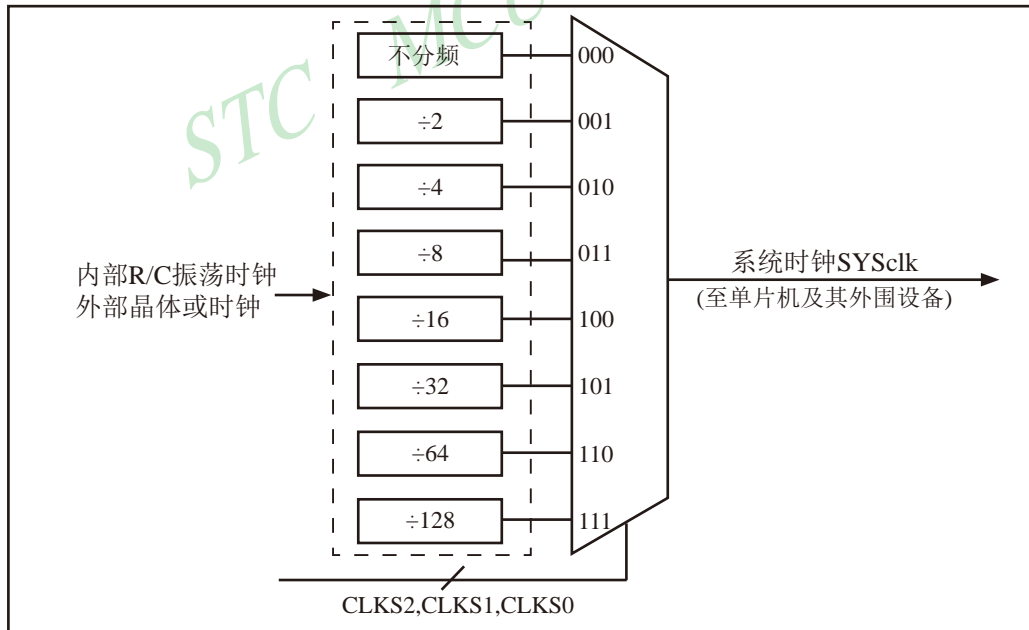 STC MCU
不分频
000
÷2
001
÷4
010
÷8
011
内部R/C振荡时钟
外部晶体或时钟
系统时钟SYSclk
(至单片机及其外围设备)
÷16
100
÷32
101
÷64
110
÷128
111
CLKS2,CLKS1,CLKS0